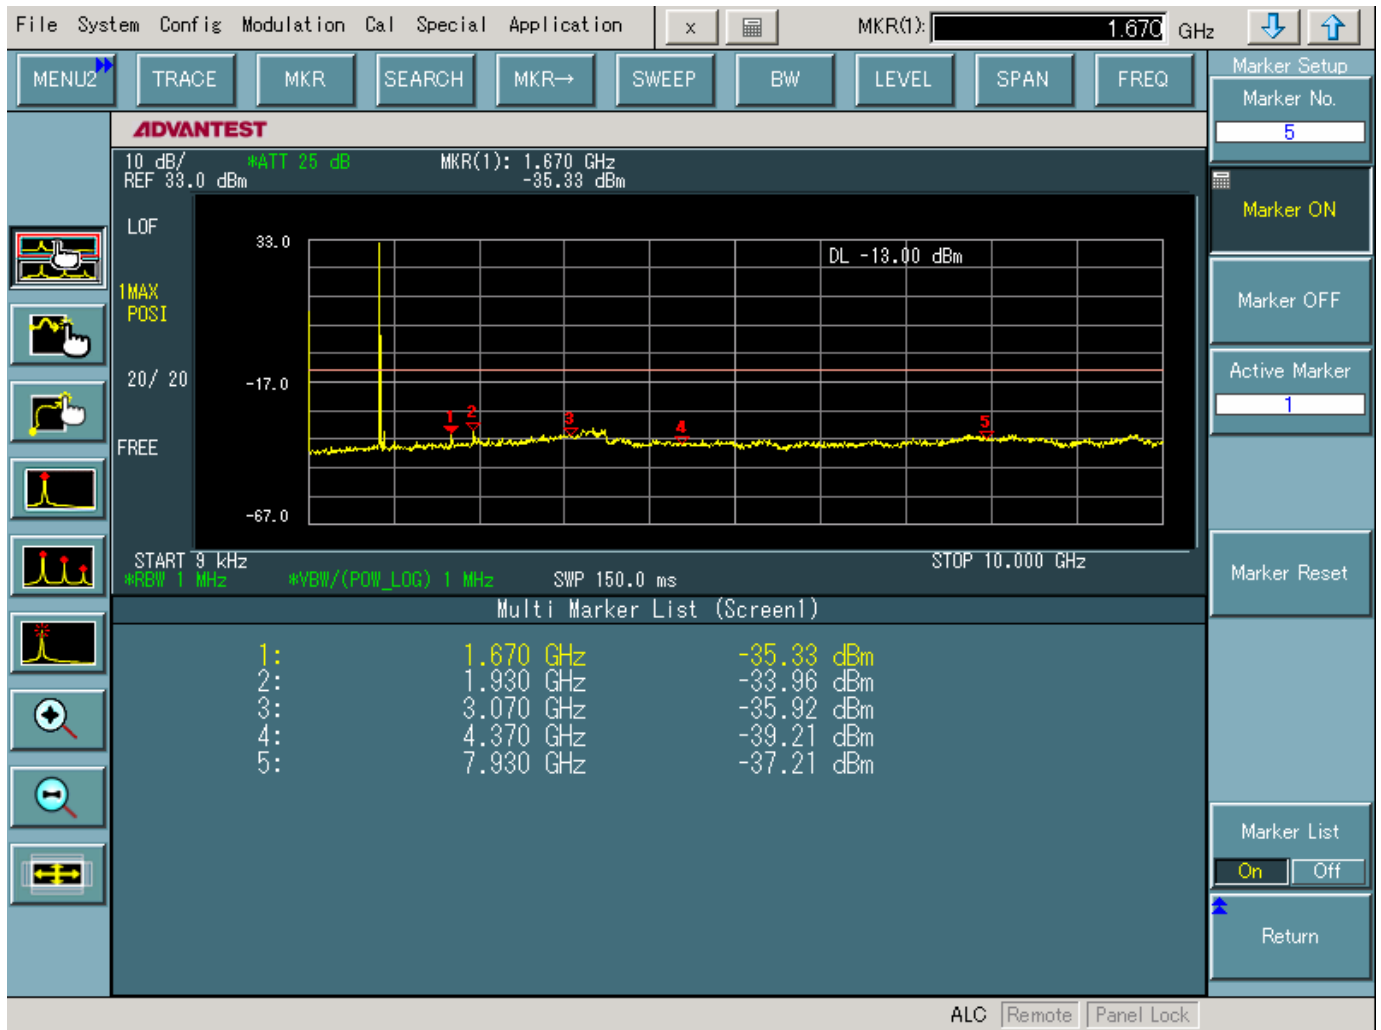 File System Config Modulation Cal Special Application x MKR(1): 1.670 GHz
MENU2 TRACE MKR SEARCH MKR→ SWEEP BW LEVEL SPAN FREQ
Marker Setup
Marker No.
5
Marker ON
Marker OFF
Active Marker
1
Marker Reset
Marker List
On Off
Return
ADVANTEST
10 dB/ *ATT 25 dB MKR(1): 1.670 GHz
REF 33.0 dBm -35.33 dBm
LOF
1MAX
POSI
20/ 20
FREE
33.0
DL -13.00 dBm
-17.0
1 2 3 4 5
-67.0
START 9 kHz STOP 10.000 GHz
*RBW 1 MHz *VBW/(POW_LOG) 1 MHz SWP 150.0 ms
Multi Marker List (Screen1)
1: 1.670 GHz -35.33 dBm
2: 1.930 GHz -33.96 dBm
3: 3.070 GHz -35.92 dBm
4: 4.370 GHz -39.21 dBm
5: 7.930 GHz -37.21 dBm
ALC Remote Panel Lock